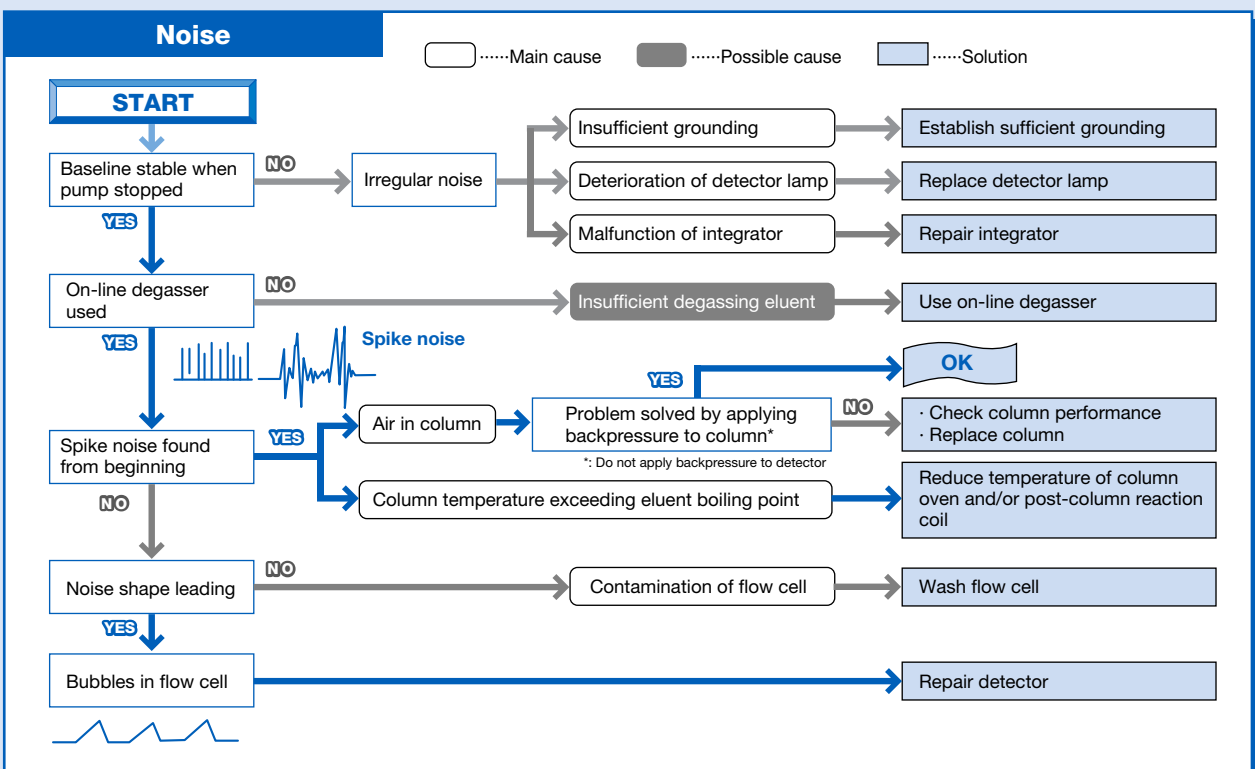 Noise
······Main cause
······Possible cause
······Solution
START
Baseline stable when
pump stopped
NO
Irregular noise
Insufficient grounding
Establish sufficient grounding
Deterioration of detector lamp
Replace detector lamp
Malfunction of integrator
Repair integrator
YES
On-line degasser
used
NO
Insufficient degassing eluent
Use on-line degasser
YES
Spike noise
Spike noise found
from beginning
YES
Air in column
Problem solved by applying
backpressure to column*
*: Do not apply backpressure to detector
YES
OK
NO
· Check column performance
· Replace column
Column temperature exceeding eluent boiling point
Reduce temperature of column
oven and/or post-column reaction
coil
NO
Noise shape leading
NO
Contamination of flow cell
Wash flow cell
YES
Bubbles in flow cell
Repair detector